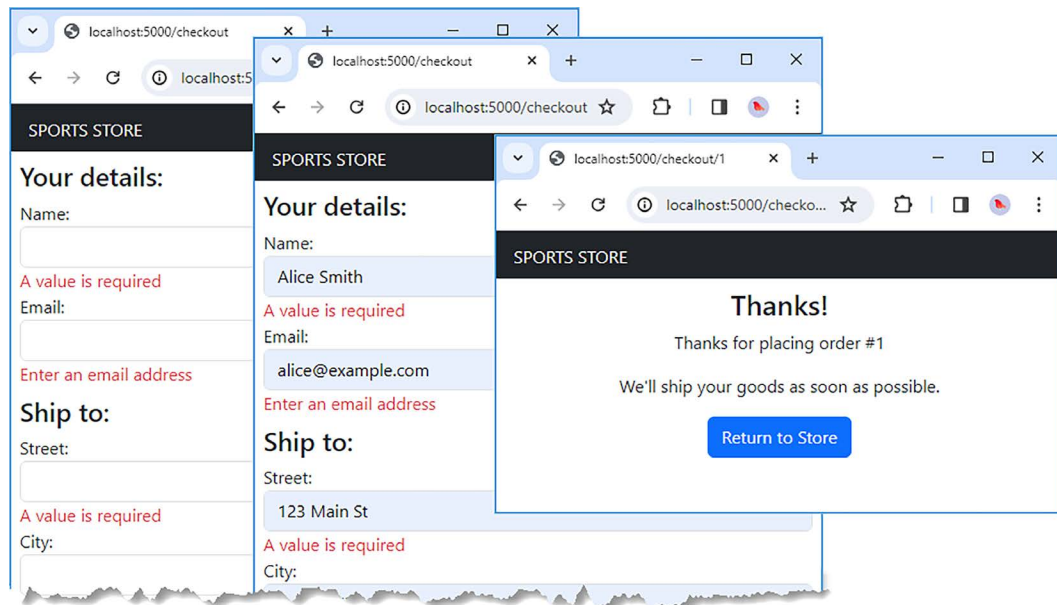 localhost:5000/checkout
localhost:5
SPORTS STORE
Your details:
Name:
A value is required
Email:
Enter an email address
Ship to:
Street:
A value is required
City:
localhost:5000/checkout
localhost:5000/checkout
SPORTS STORE
Your details:
Name:
Alice Smith
A value is required
Email:
alice@example.com
Enter an email address
Ship to:
Street:
123 Main St
A value is required
City:
localhost:5000/checkout/1
localhost:5000/checko...
SPORTS STORE
Thanks!
Thanks for placing order #1
We'll ship your goods as soon as possible.
Return to Store